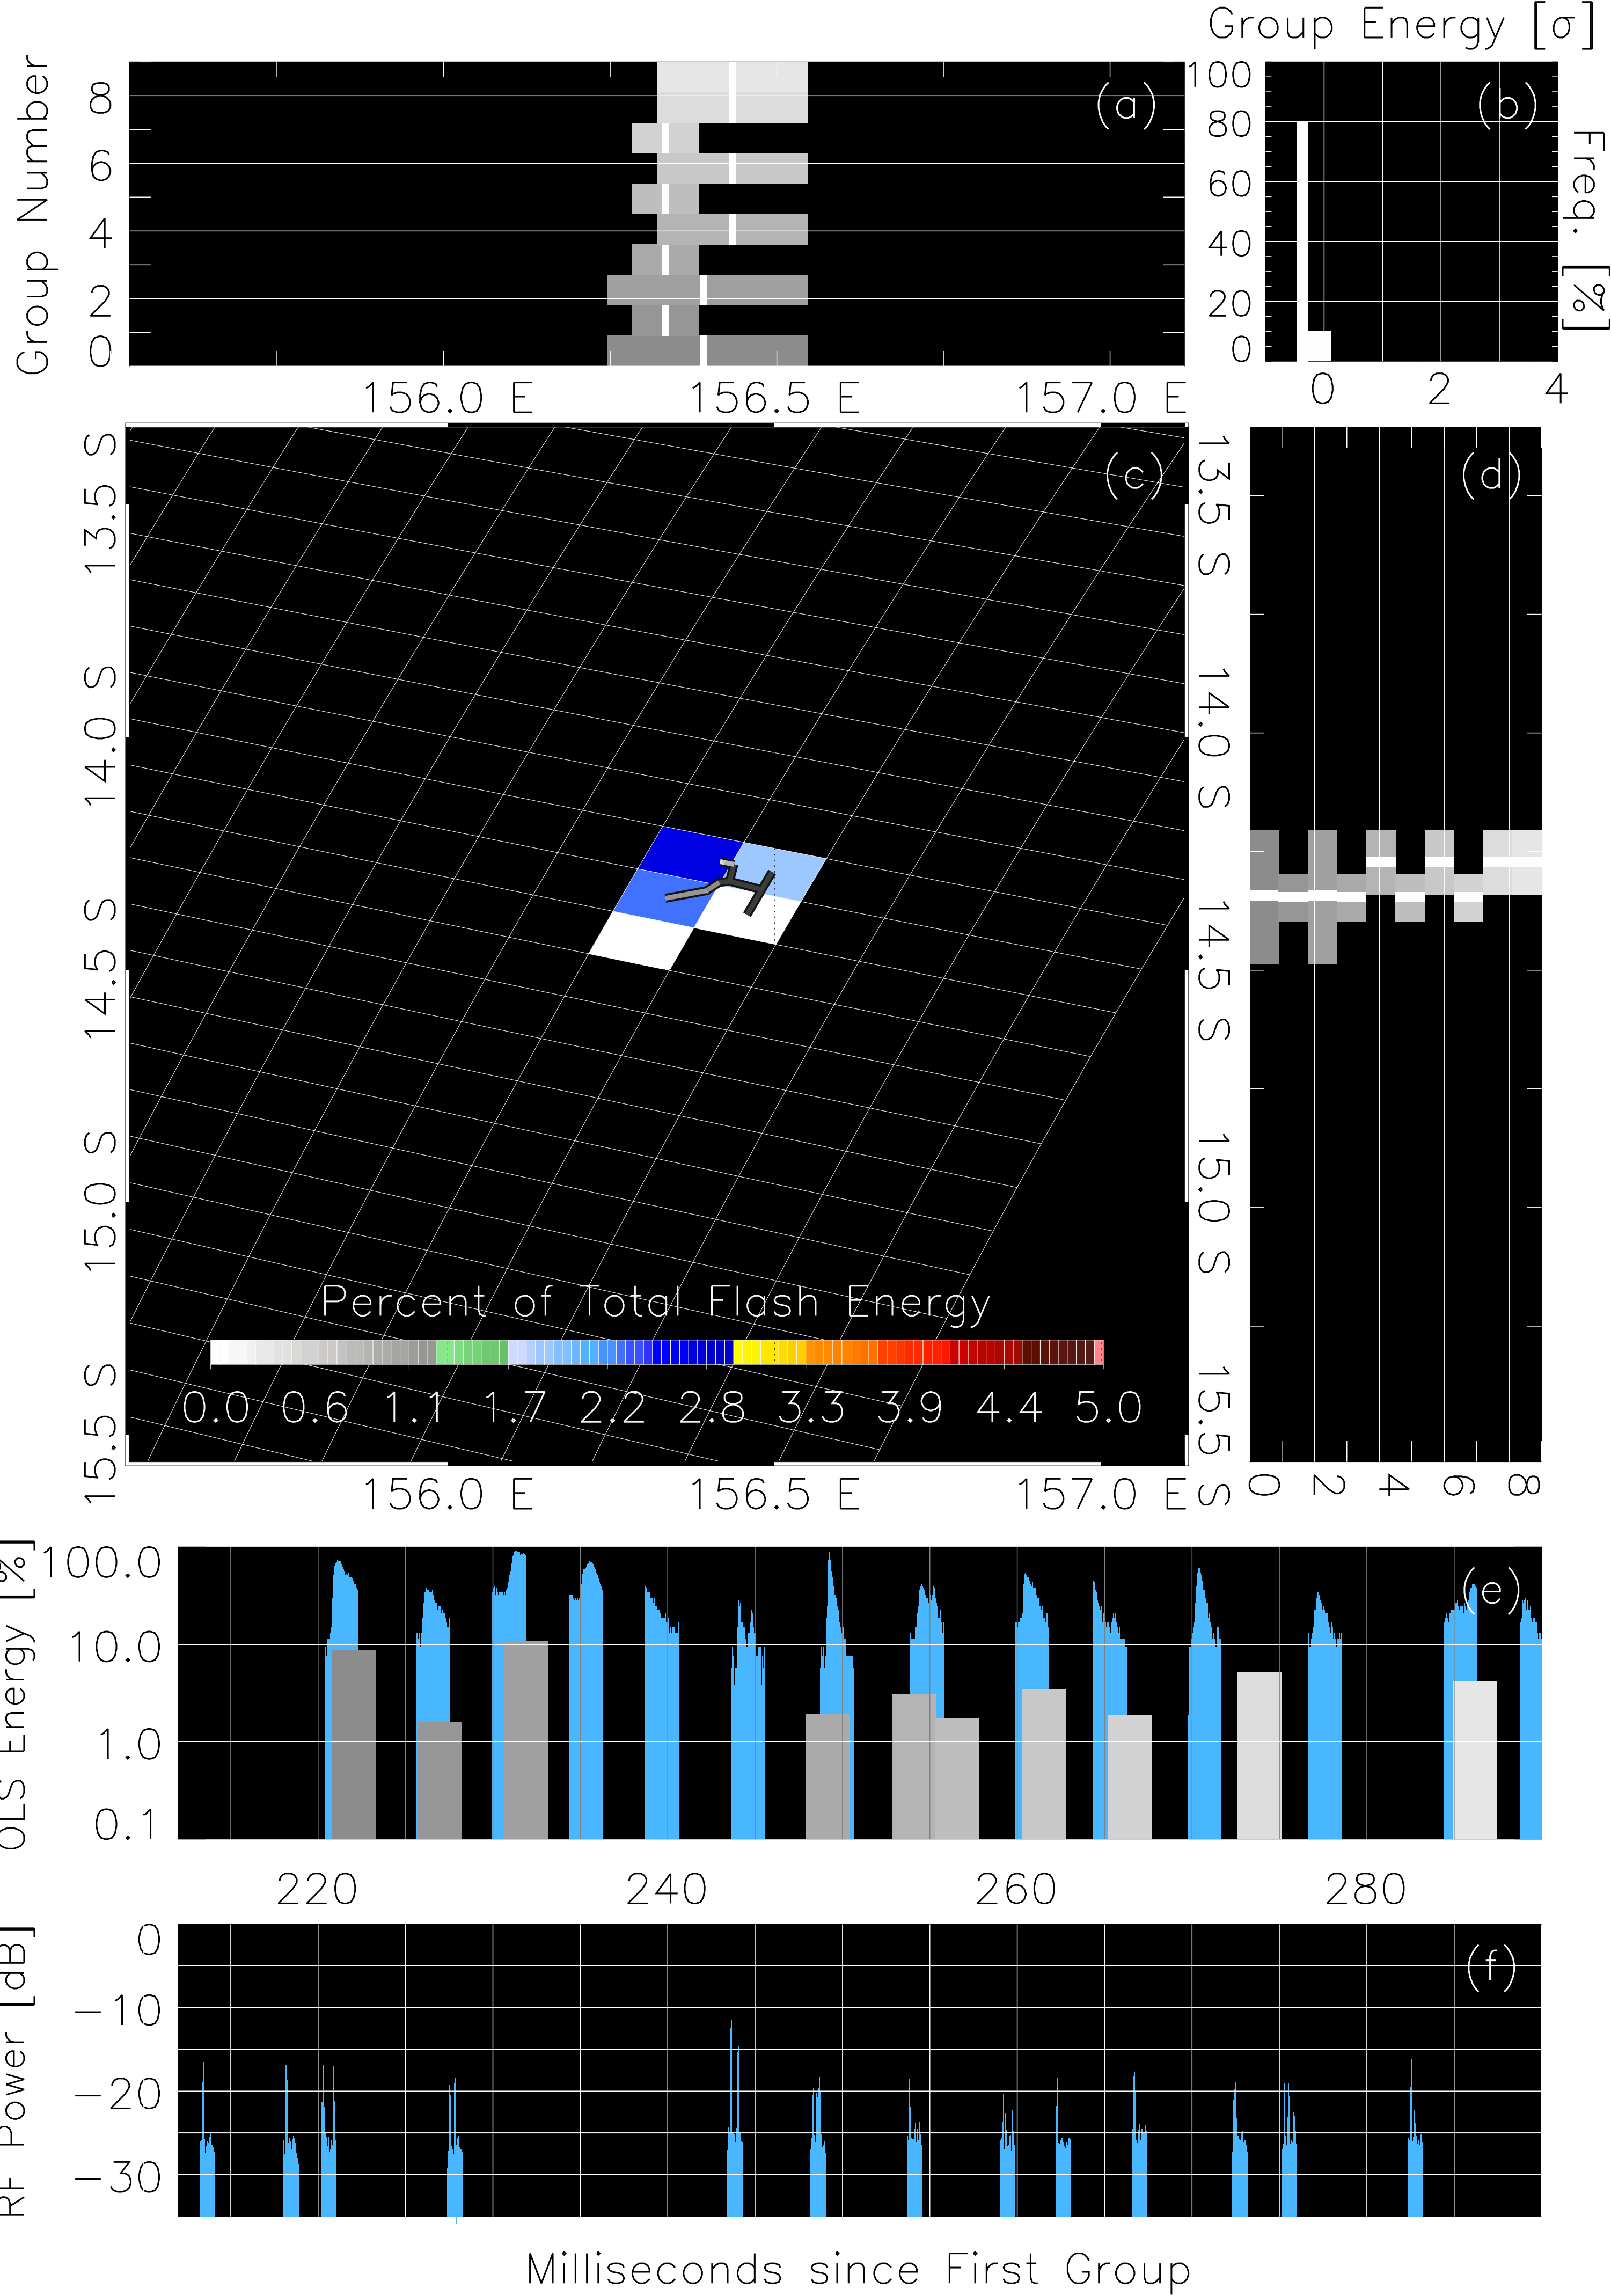 Group Energy [σ]
Group Number
8
6
4
2
0
(a)
100
80
60
40
20
0
(b)
Freq. [%]
156.0 E
156.5 E
157.0 E
0
2
4
13.5 S
14.0 S
14.5 S
15.0 S
15.5 S
(c)
13.5 S
14.0 S
14.5 S
15.0 S
15.5 S
(d)
Percent of Total Flash Energy
0.0 0.6 1.1 1.7 2.2 2.8 3.3 3.9 4.4 5.0
156.0 E
156.5 E
157.0 E
0
2
4
6
8
OLS Energy [%]
100.0
10.0
1.0
0.1
(e)
220
240
260
280
RF Power [dB]
0
-10
-20
-30
(f)
Milliseconds since First Group